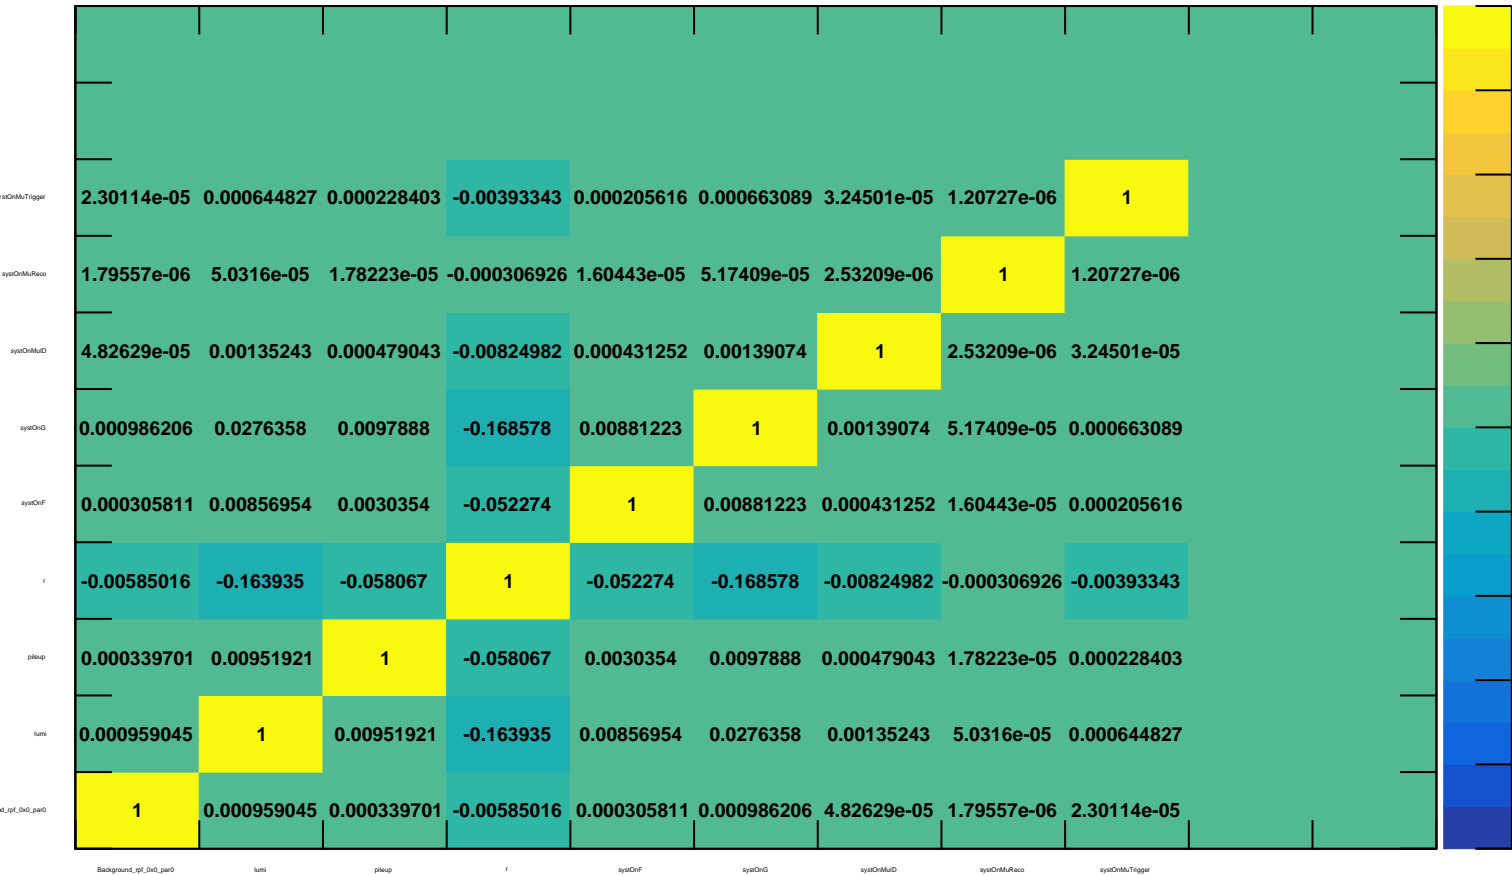 rstOnMuTrigger 2.30114e-05 0.000644827 0.000228403 -0.00393343 0.000205616 0.000663089 3.24501e-05 1.20727e-06 1
systOnMuReco 1.79557e-06 5.0316e-05 1.78223e-05 -0.000306926 1.60443e-05 5.17409e-05 2.53209e-06 1 1.20727e-06
systOnMuID 4.82629e-05 0.00135243 0.000479043 -0.00824982 0.000431252 0.00139074 1 2.53209e-06 3.24501e-05
systOnG 0.000986206 0.0276358 0.0097888 -0.168578 0.00881223 1 0.00139074 5.17409e-05 0.000663089
systOnF 0.000305811 0.00856954 0.0030354 -0.052274 1 0.00881223 0.000431252 1.60443e-05 0.000205616
r -0.00585016 -0.163935 -0.058067 1 -0.052274 -0.168578 -0.00824982 -0.000306926 -0.00393343
pileup 0.000339701 0.00951921 1 -0.058067 0.0030354 0.0097888 0.000479043 1.78223e-05 0.000228403
lumi 0.000959045 1 0.00951921 -0.163935 0.00856954 0.0276358 0.00135243 5.0316e-05 0.000644827
d_rpf_0x0_par0 1 0.000959045 0.000339701 -0.00585016 0.000305811 0.000986206 4.82629e-05 1.79557e-06 2.30114e-05
Background_rpf_0x0_par0 lumi pileup r systOnF systOnG systOnMuID systOnMuReco systOnMuTrigger